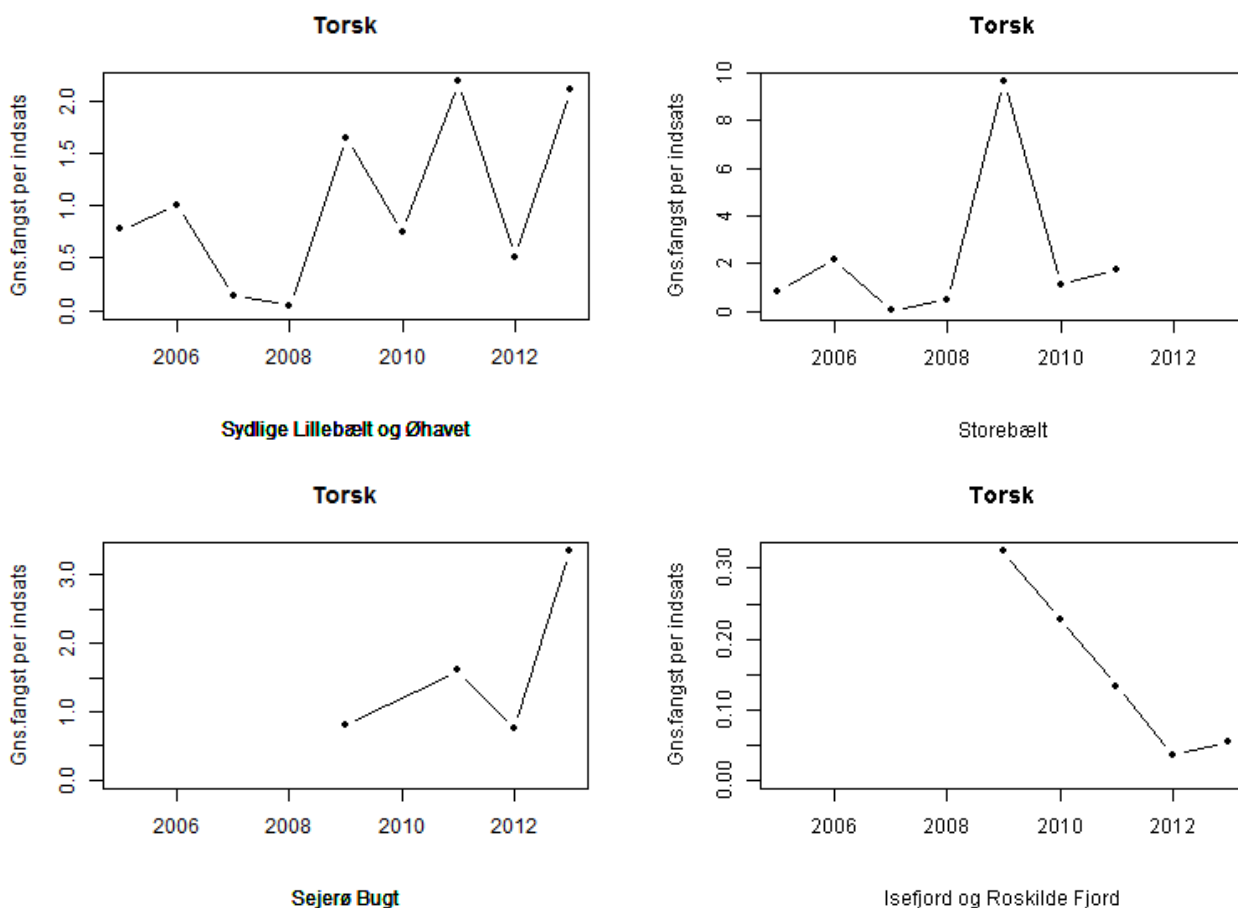 Torsk
Gns.fangst per indsats
0.0 0.5 1.0 1.5 2.0
2006 2008 2010 2012
Sydlige Lillebælt og Øhavet
Torsk
Gns.fangst per indsats
0 2 4 6 8 10
2006 2008 2010 2012
Storebælt
Torsk
Gns.fangst per indsats
0.0 1.0 2.0 3.0
2006 2008 2010 2012
Sejerø Bugt
Torsk
Gns.fangst per indsats
0.00 0.10 0.20 0.30
2006 2008 2010 2012
Isefjord og Roskilde Fjord